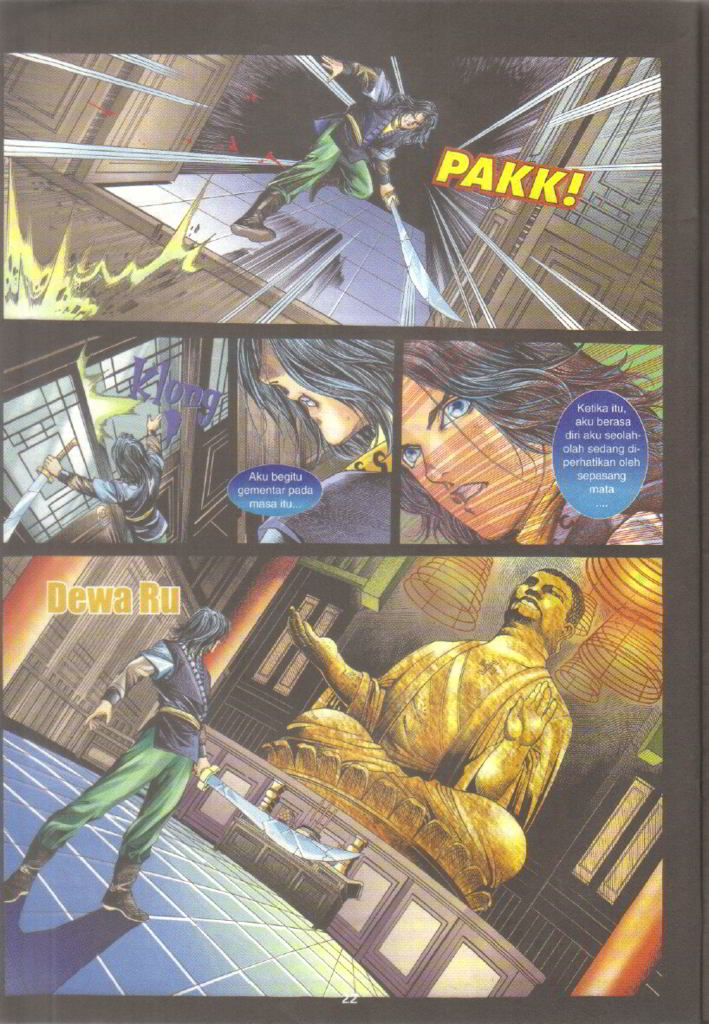 PAKK!
Klong
Aku begitu
gementar pada
masa itu...
Ketika itu,
aku berasa
diri aku seolah-
olah sedang di-
perhatikan oleh
sepasang
mata
....
Dewa Ru
22